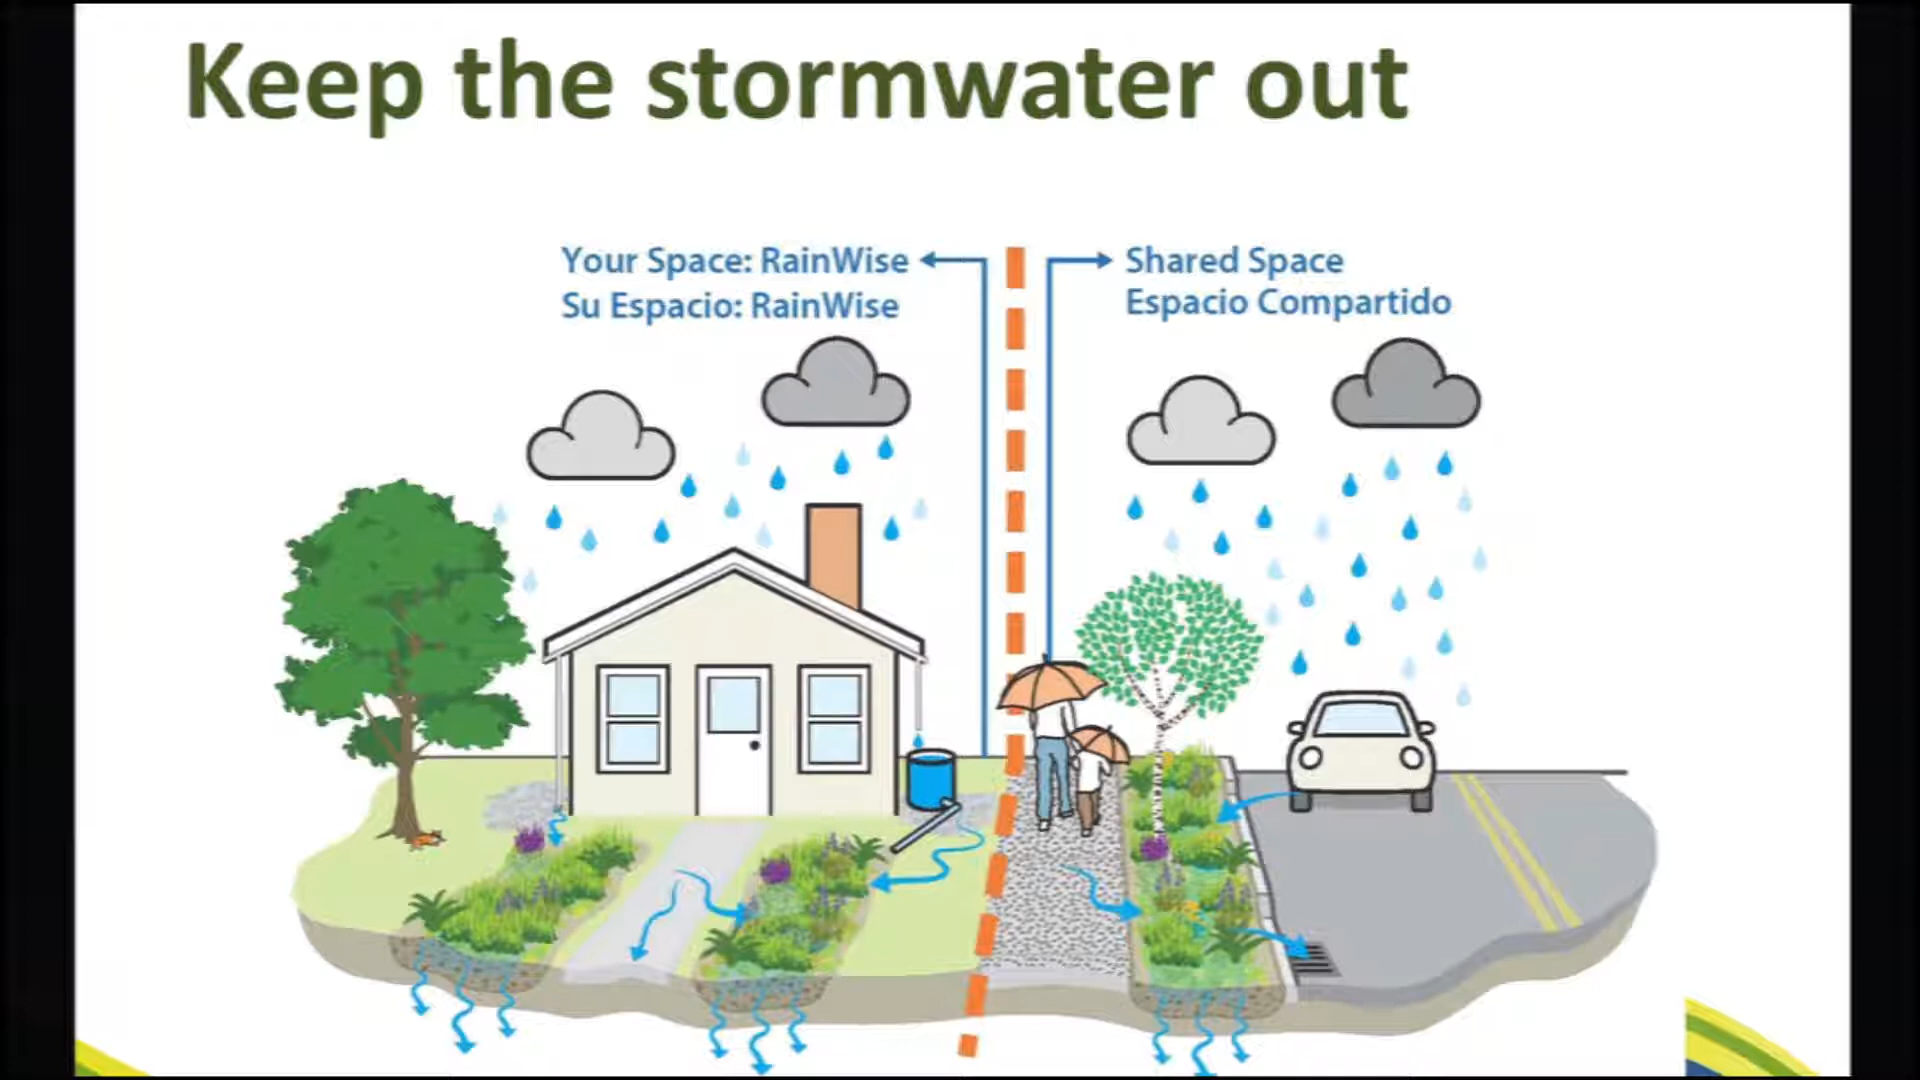 Keep the stormwater out
Your Space: RainWise
Su Espacio: RainWise
Shared Space
Espacio Compartido